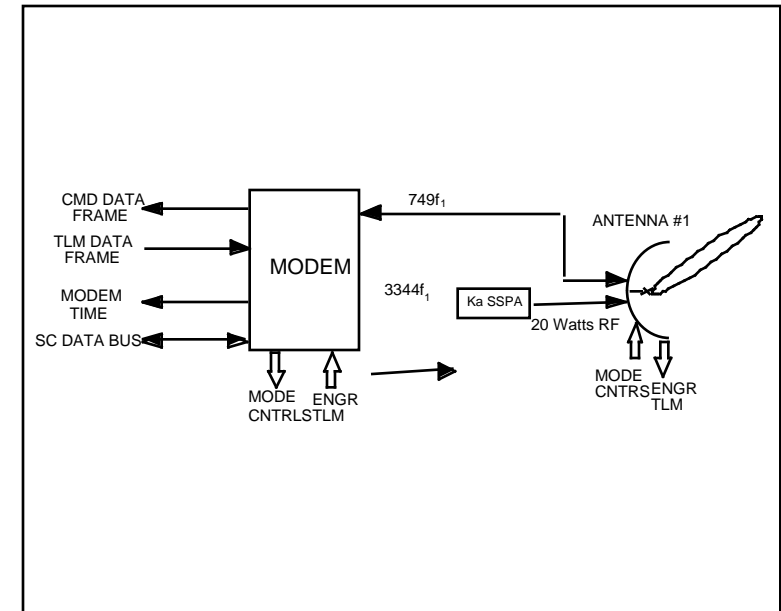 CMD DATA
FRAME
TLM DATA
FRAME
MODEM
TIME
SC DATA BUS
MODEM
MODE
CNTRLS
ENGR
TLM
749f₁
3344f₁
Ka SSPA
20 Watts RF
ANTENNA #1
MODE
CNTRS
ENGR
TLM